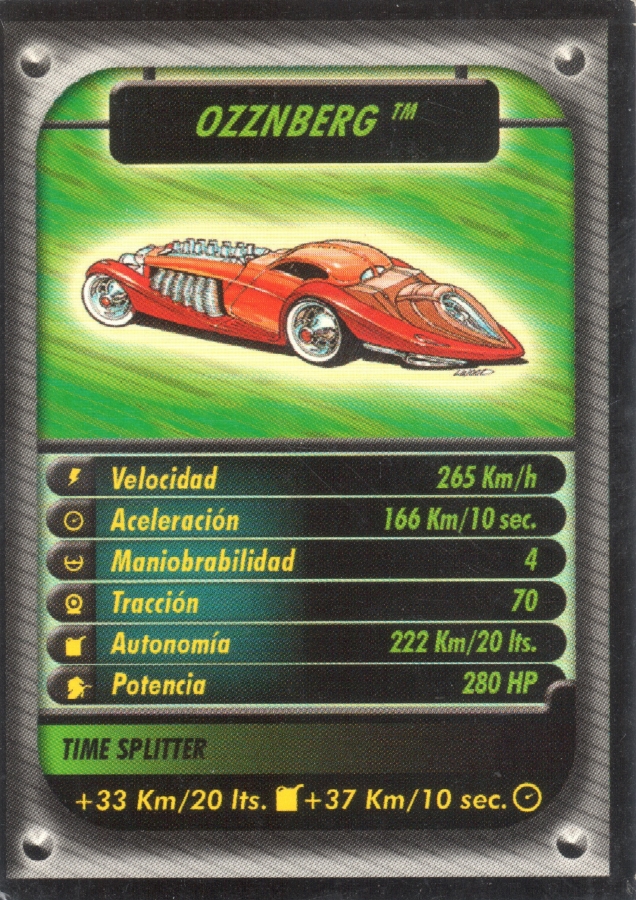 OZZNBERG ™
Velocidad 265 Km/h
Aceleración 166 Km/10 sec.
Maniobrabilidad 4
Tracción 70
Autonomía 222 Km/20 lts.
Potencia 280 HP
TIME SPLITTER
+33 Km/20 lts. +37 Km/10 sec.